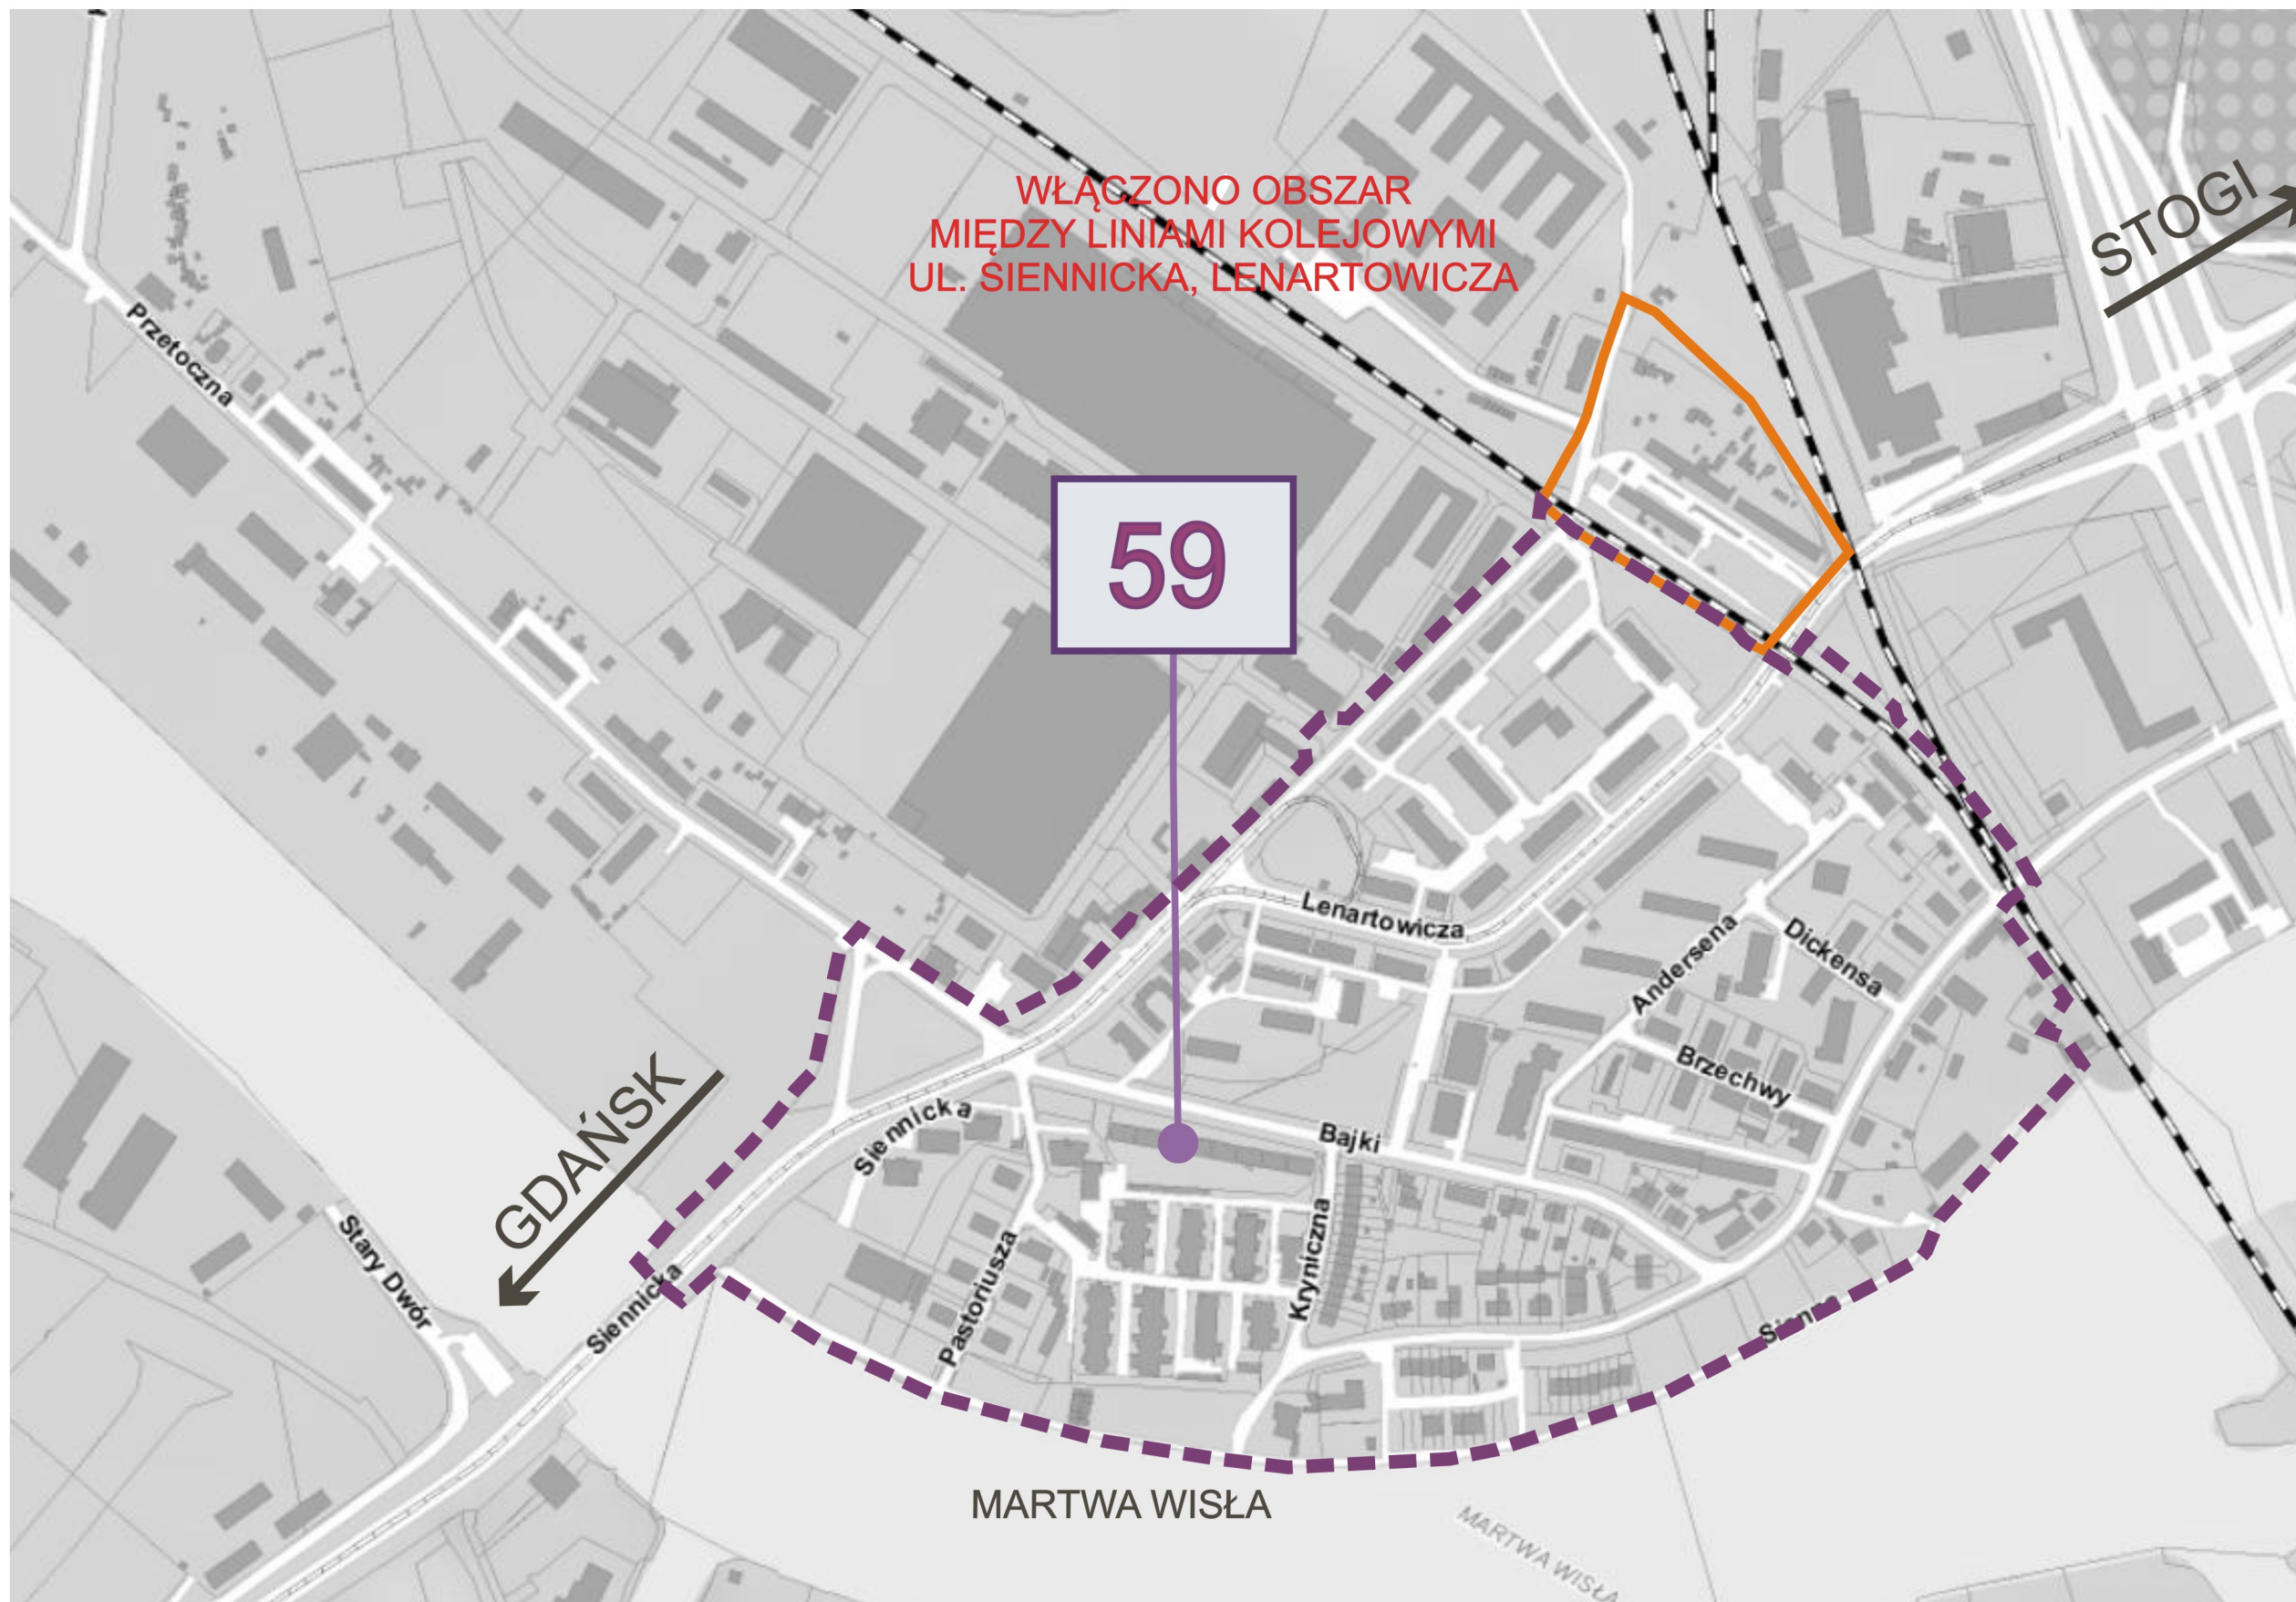 WŁĄCZONO OBSZAR
MIĘDZY LINIAMI KOLEJOWYMI
UL. SIENNICKA, LENARTOWICZA
STOGI
Przetoczna
59
Lenartowicza
Andersena
Dickensa
Brzechwy
GDAŃSK
Siennicka
Bajki
Stary Dwór
Siennicka
Pastoriusza
Kryniczna
MARTWA WISŁA
MARTWA WISŁA